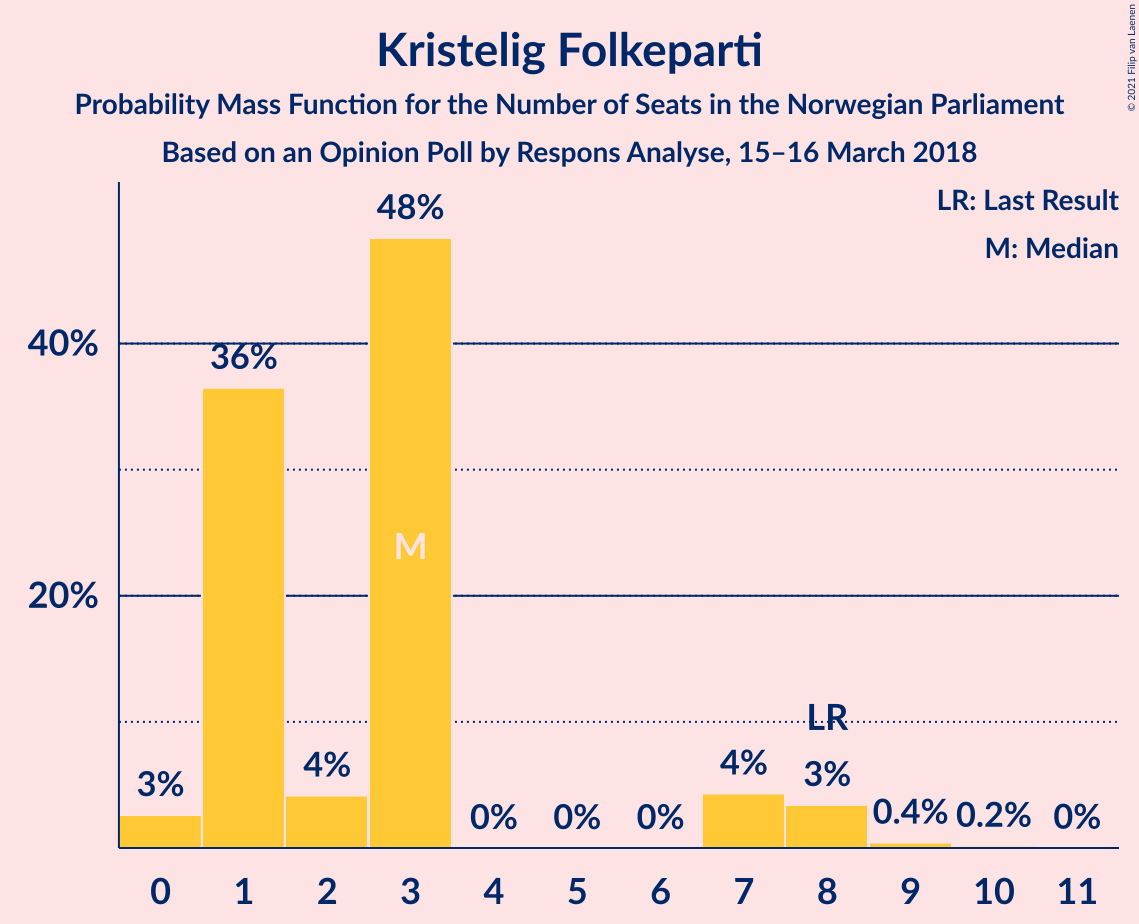 Kristelig Folkeparti
Probability Mass Function for the Number of Seats in the Norwegian Parliament
Based on an Opinion Poll by Respons Analyse, 15–16 March 2018
© 2021 Filip van Laenen
LR: Last Result
M: Median
48%
40%
36%
M
20%
LR
3%
4%
4%
3%
0%
0%
0%
0.4%
0.2%
0%
0 1 2 3 4 5 6 7 8 9 10 11